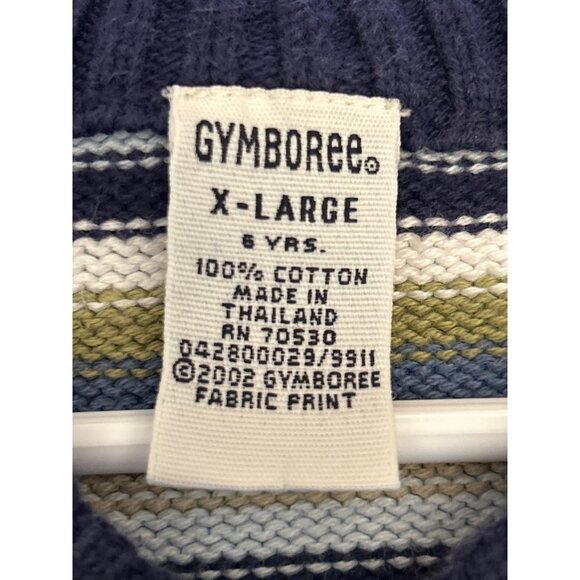 GYMBOREE®
X-LARGE
6 YRS.
100% COTTON
MADE IN
THAILAND
RN 70530
042800029/9911
©2002 GYMBOREE
FABRIC PRINT